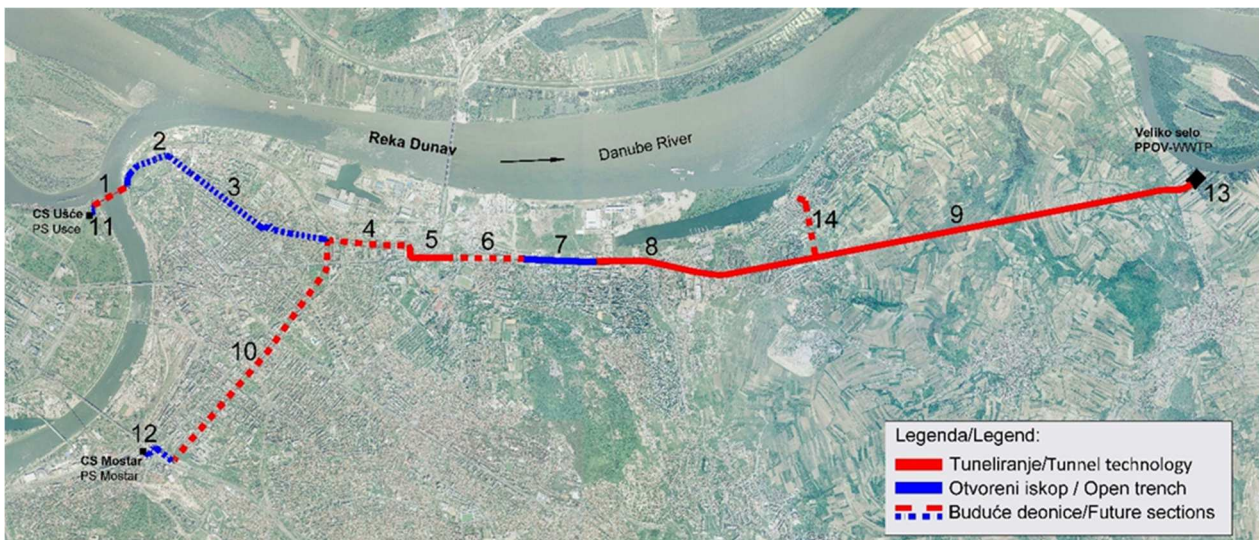 Reka Dunav
Danube River
Veliko selo
PPOV-WWTP
13
2
1
3
CS Ušće
PS Usce
11
4
5
6
7
8
14
9
10
12
CS Mostar
PS Mostar
Legenda/Legend:
Tuneliranje/Tunnel technology
Otvoreni iskop / Open trench
Buduće deonice/Future sections